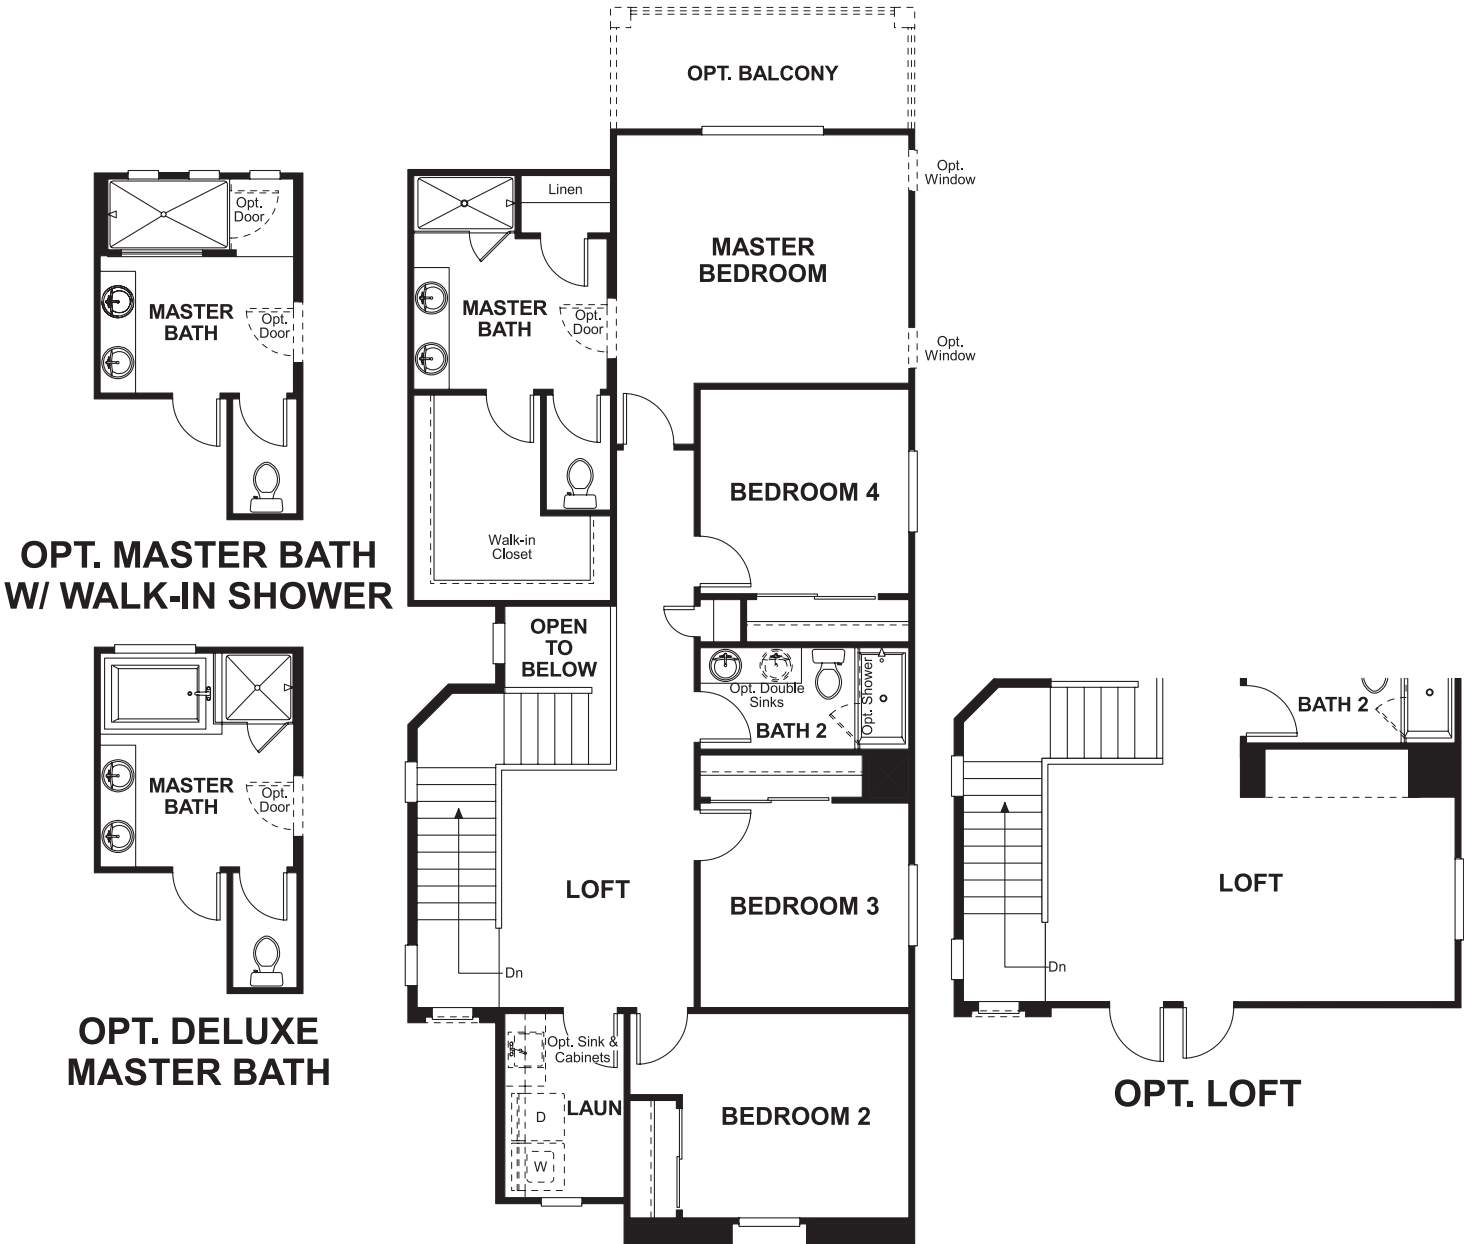 OPT. BALCONY
Opt.
Window
Linen
Opt.
Door
MASTER
BEDROOM
MASTER
BATH
Opt.
Door
MASTER
BATH
Opt.
Door
Opt.
Window
BEDROOM 4
Walk-in
Closet
OPT. MASTER BATH
W/ WALK-IN SHOWER
OPEN
TO
BELOW
Opt. Double
Sinks
Opt. Shower
BATH 2
BATH 2
MASTER
BATH
Opt.
Door
LOFT
BEDROOM 3
LOFT
Dn
Dn
OPT. DELUXE
MASTER BATH
Opt. Sink &
Cabinets
LAUN
D
W
BEDROOM 2
OPT. LOFT